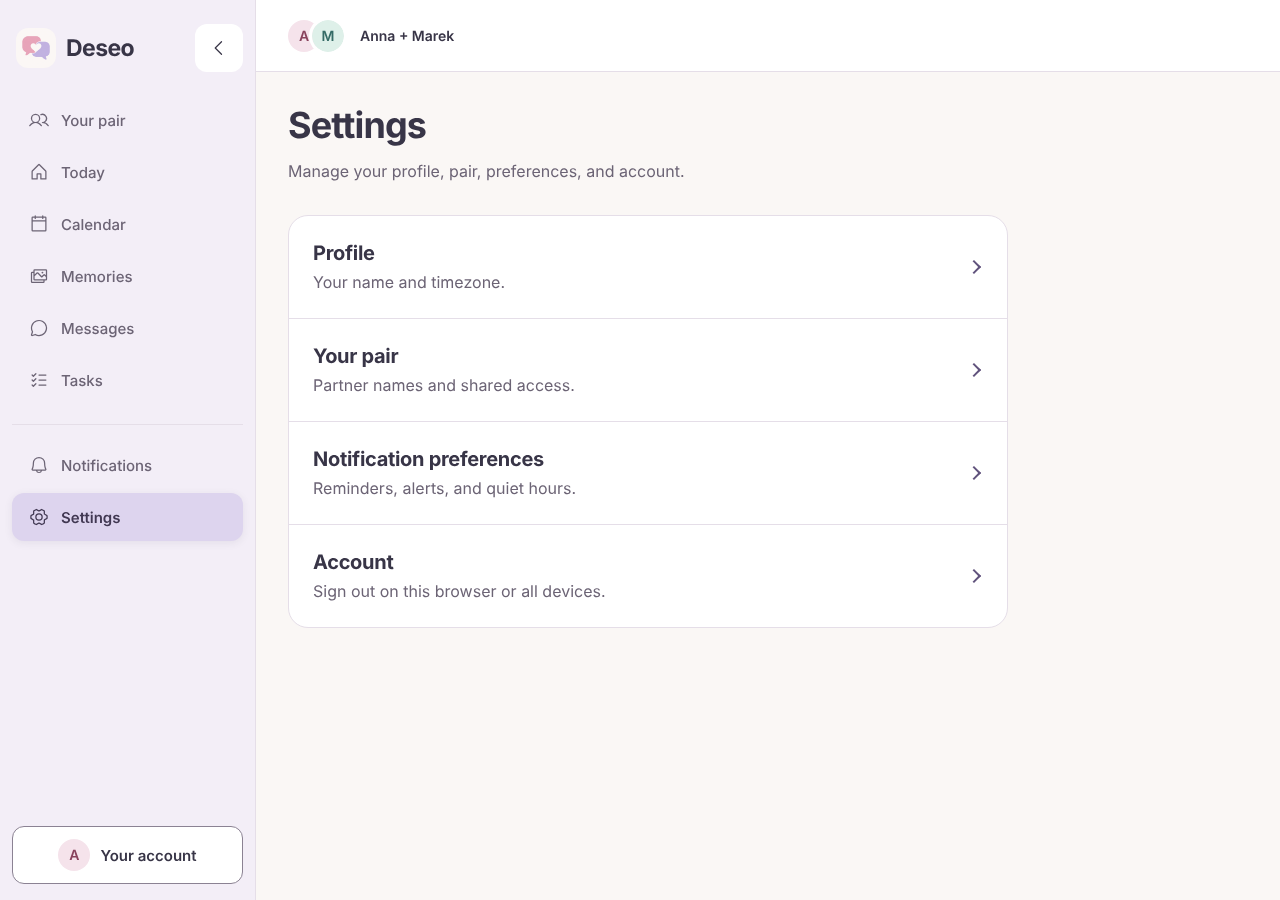 Deseo
Your pair
Today
Calendar
Memories
Messages
Tasks
Notifications
Settings
A Your account
A M Anna + Marek
Settings
Manage your profile, pair, preferences, and account.
Profile
Your name and timezone.
Your pair
Partner names and shared access.
Notification preferences
Reminders, alerts, and quiet hours.
Account
Sign out on this browser or all devices.